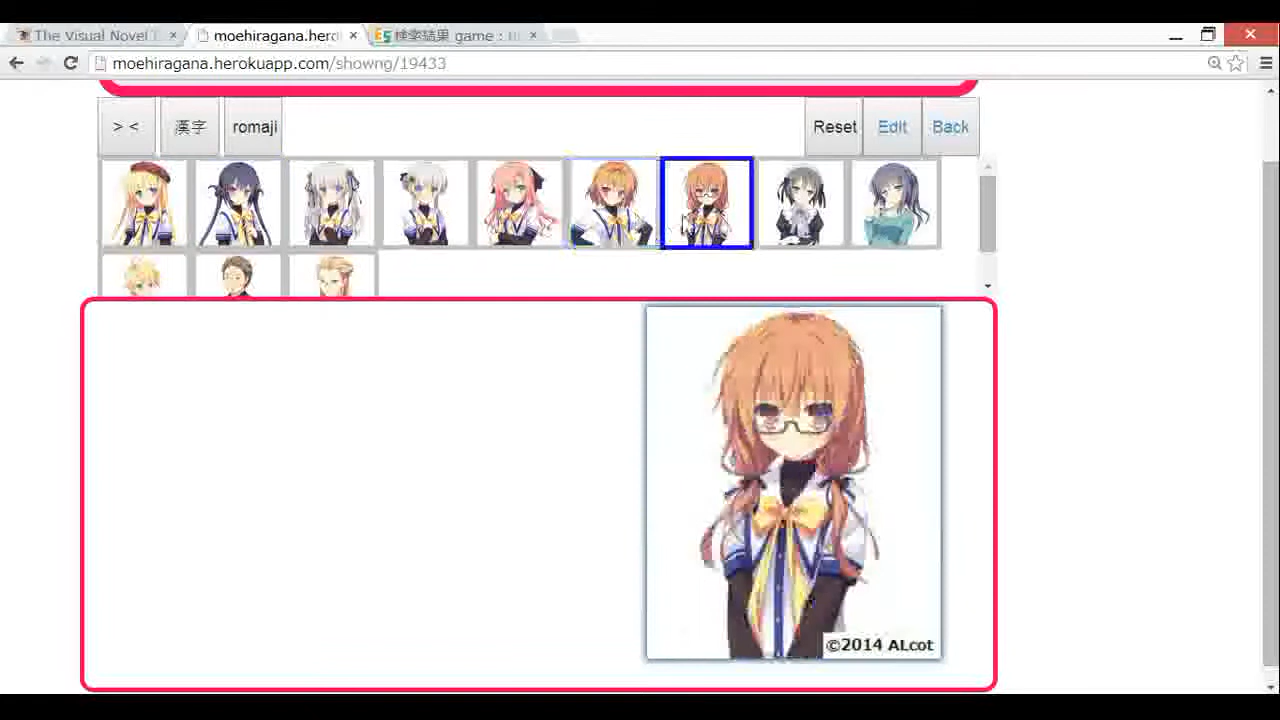 The Visual Novel
moehiragana.hero
検索結果 game :
moehiragana.herokuapp.com/showng/19433
> <
漢字
romaji
Reset
Edit
Back
©2014 ALcot